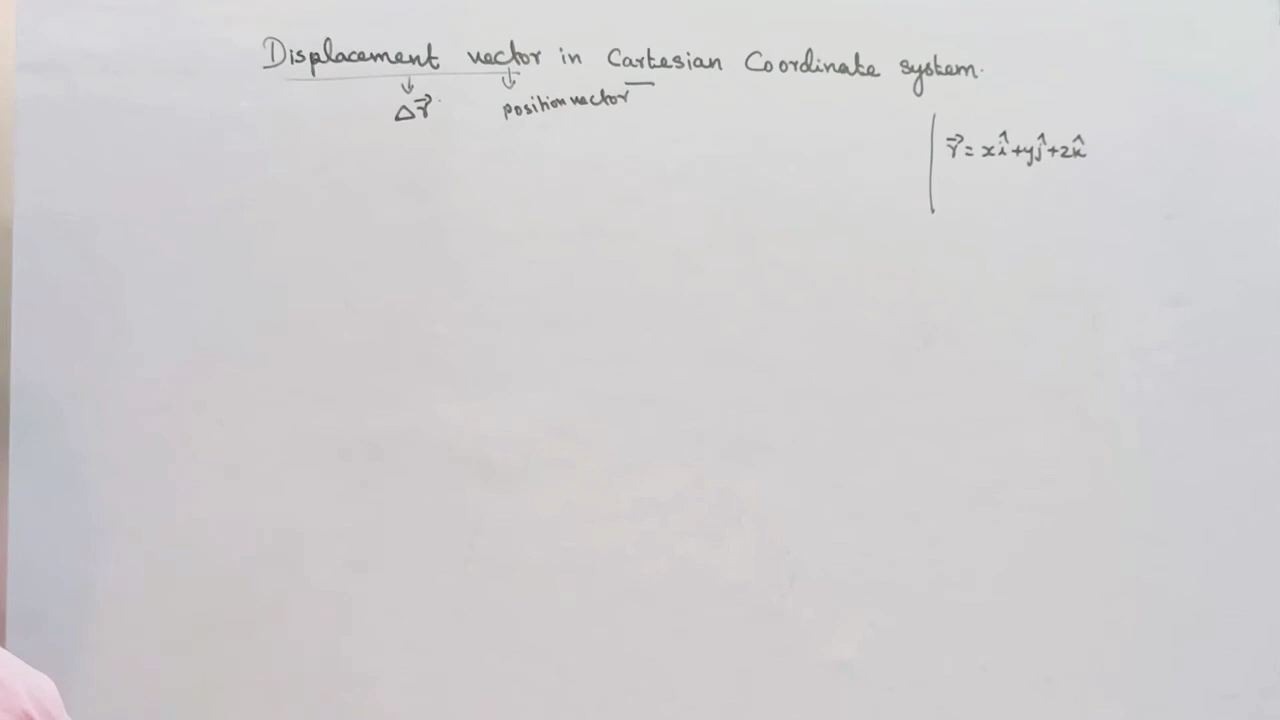 Displacement vector in Cartesian Coordinate system.
↓ ↓
Δr⃗ position vector
r⃗ = xî+yĵ+zk̂